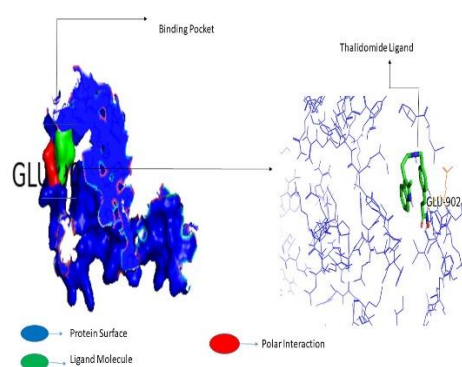 Binding Pocket
Thalidomide Ligand
GLU
GLU-902
Protein Surface
Polar Interaction
Ligand Molecule